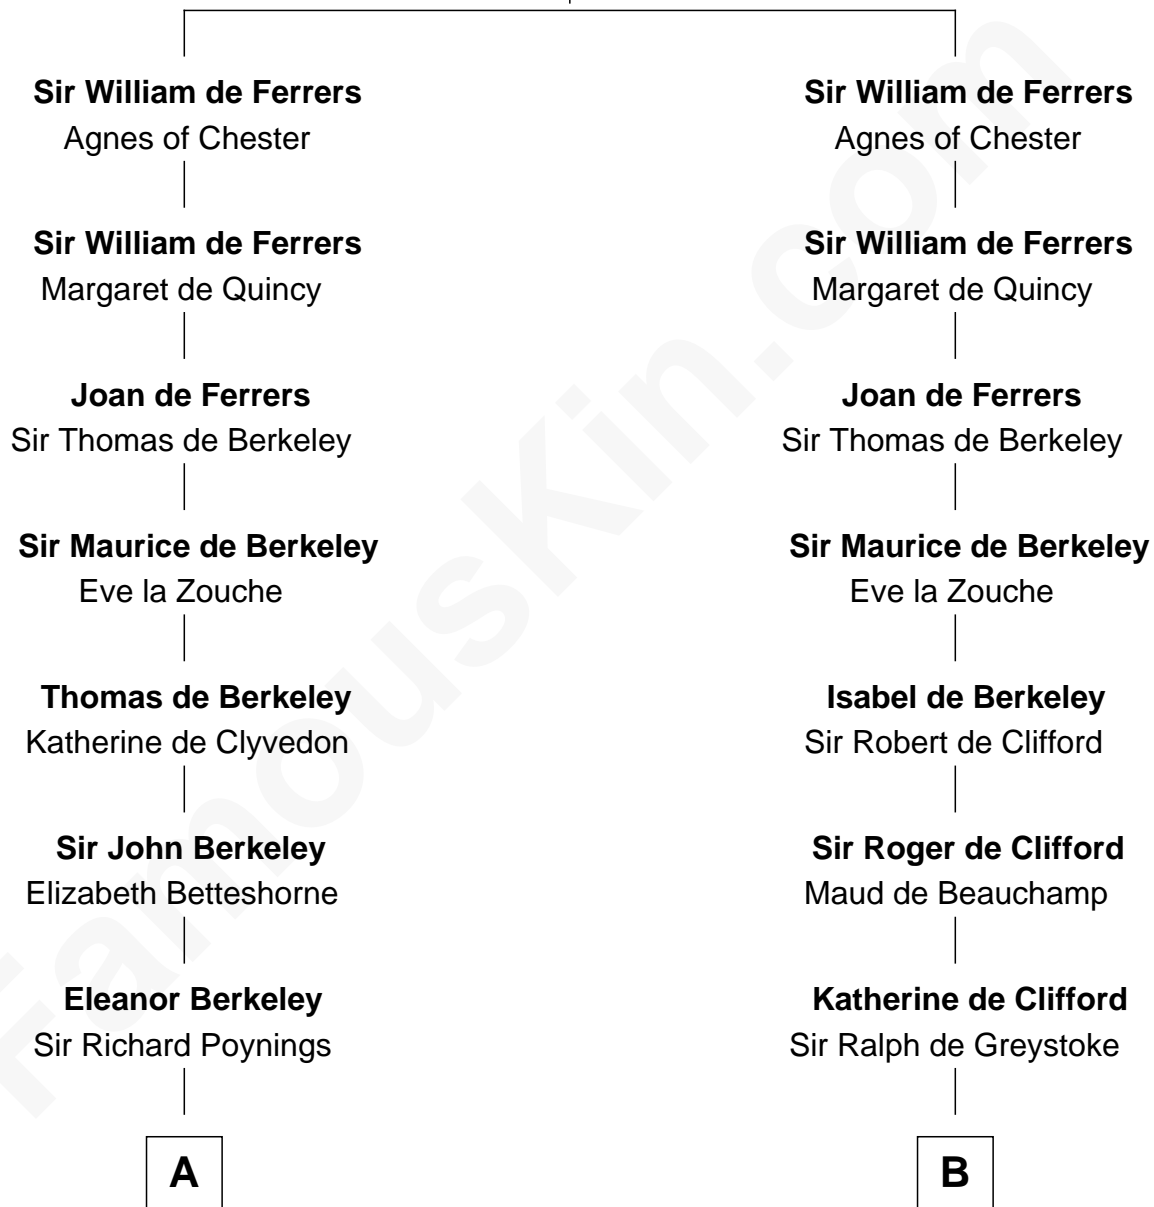 Sir William de Ferrers
Agnes of Chester
Sir William de Ferrers
Margaret de Quincy
Joan de Ferrers
Sir Thomas de Berkeley
Sir Maurice de Berkeley
Eve la Zouche
Thomas de Berkeley
Katherine de Clyvedon
Sir John Berkeley
Elizabeth Betteshorne
Eleanor Berkeley
Sir Richard Poynings
A
Sir William de Ferrers
Agnes of Chester
Sir William de Ferrers
Margaret de Quincy
Joan de Ferrers
Sir Thomas de Berkeley
Sir Maurice de Berkeley
Eve la Zouche
Isabel de Berkeley
Sir Robert de Clifford
Sir Roger de Clifford
Maud de Beauchamp
Katherine de Clifford
Sir Ralph de Greystoke
B
FamousKin.com